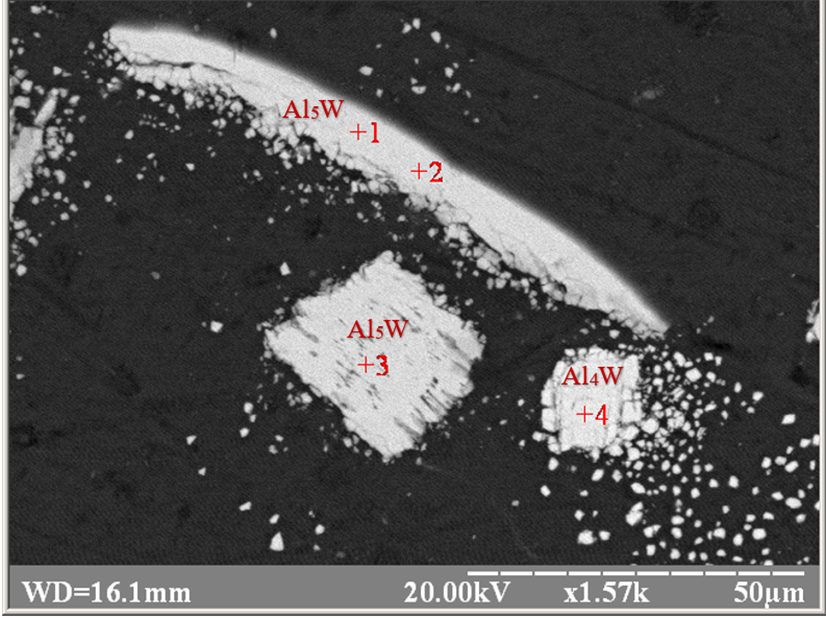 Al₅W
+1
+2
Al₅W
+3
Al₄W
+4
WD=16.1mm 20.00kV x1.57k 50μm